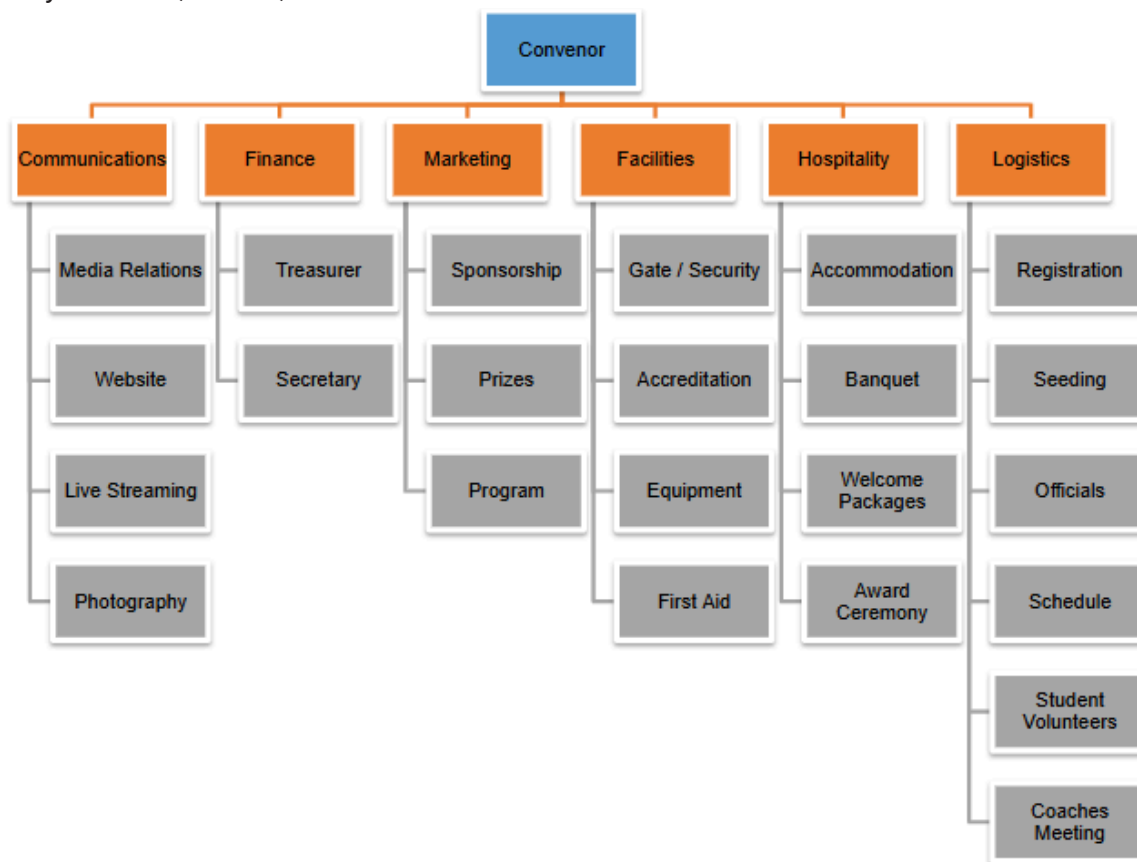 Convenor
Communications
Finance
Marketing
Facilities
Hospitality
Logistics
Media Relations
Treasurer
Sponsorship
Gate / Security
Accommodation
Registration
Website
Secretary
Prizes
Accreditation
Banquet
Seeding
Live Streaming
Program
Equipment
Welcome
Packages
Officials
Photography
First Aid
Award
Ceremony
Schedule
Student
Volunteers
Coaches
Meeting